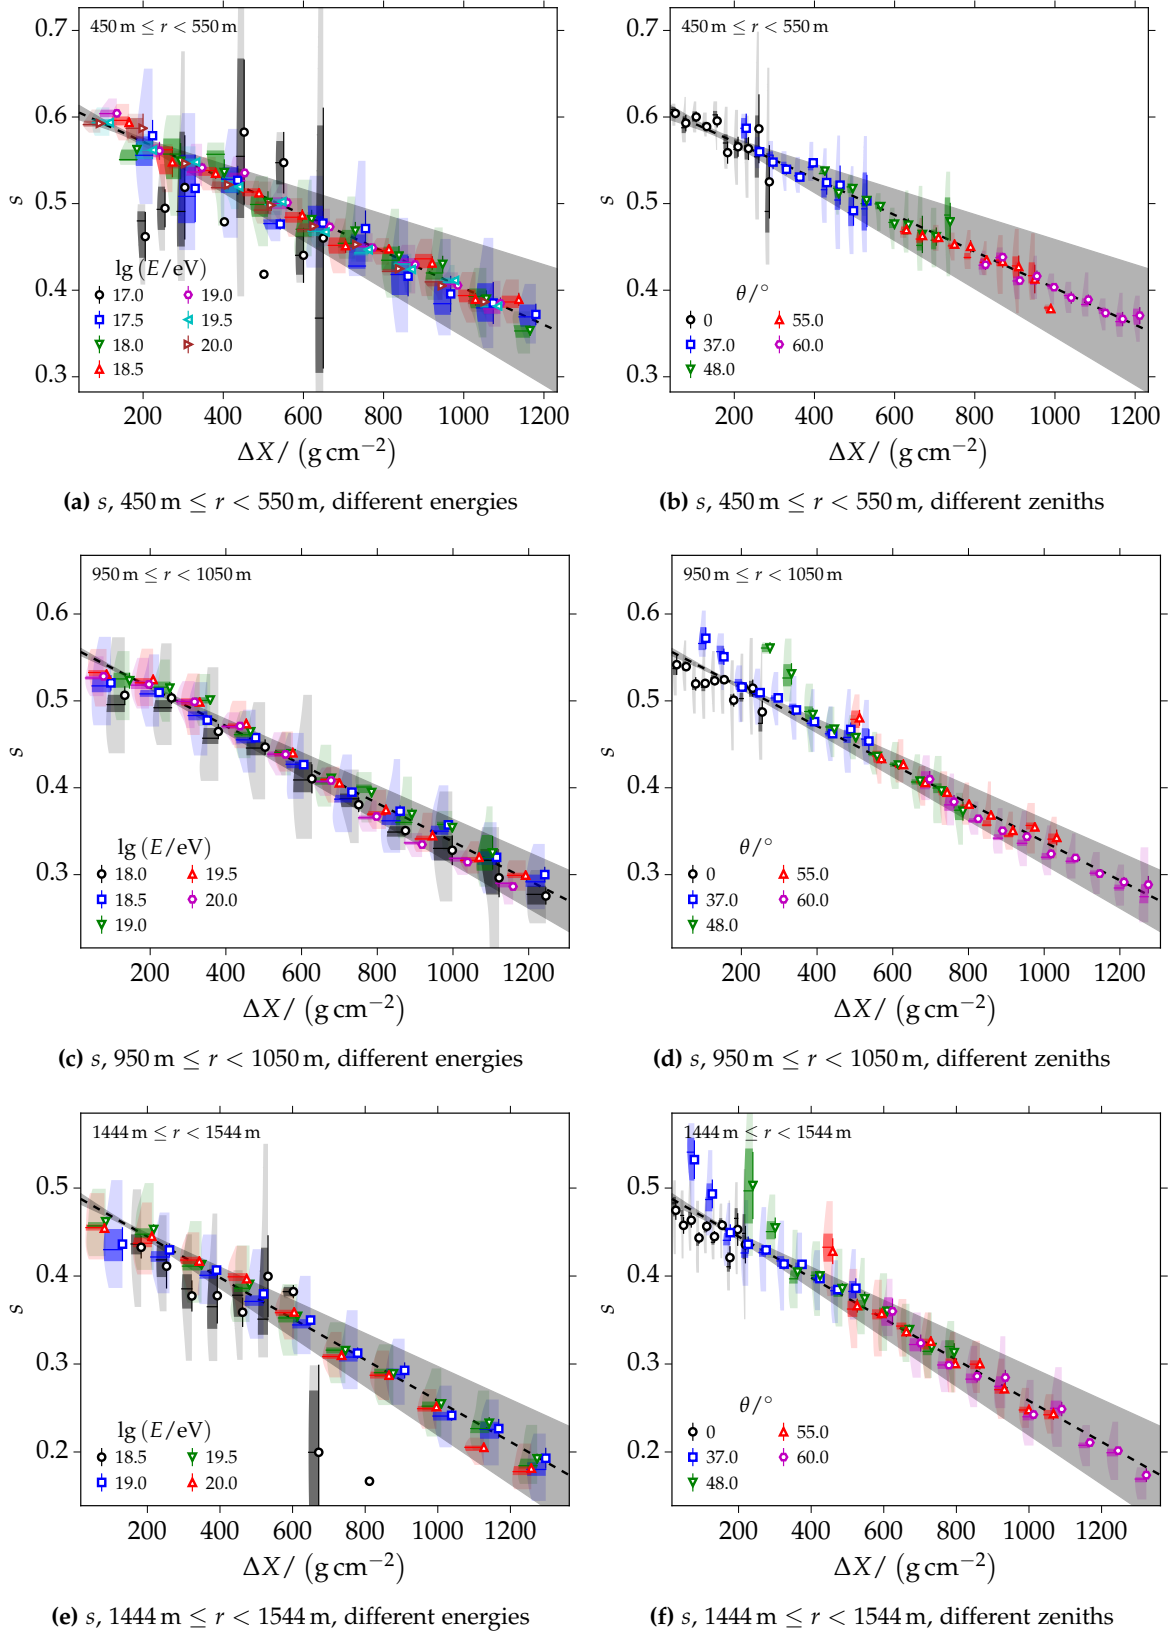 450 m ≤ r < 550 m
0.7
0.6
0.5
0.4
0.3
s
lg (E/eV)
17.0
17.5
18.0
18.5
19.0
19.5
20.0
200 400 600 800 1000 1200
ΔX/ (g cm⁻²)
(a) s, 450 m ≤ r < 550 m, different energies
450 m ≤ r < 550 m
0.7
0.6
0.5
0.4
0.3
s
θ/°
0
37.0
48.0
55.0
60.0
200 400 600 800 1000 1200
ΔX/ (g cm⁻²)
(b) s, 450 m ≤ r < 550 m, different zeniths
950 m ≤ r < 1050 m
0.6
0.5
0.4
0.3
s
lg (E/eV)
18.0
18.5
19.0
19.5
20.0
200 400 600 800 1000 1200
ΔX/ (g cm⁻²)
(c) s, 950 m ≤ r < 1050 m, different energies
950 m ≤ r < 1050 m
0.6
0.5
0.4
0.3
s
θ/°
0
37.0
48.0
55.0
60.0
200 400 600 800 1000 1200
ΔX/ (g cm⁻²)
(d) s, 950 m ≤ r < 1050 m, different zeniths
1444 m ≤ r < 1544 m
0.5
0.4
0.3
0.2
s
lg (E/eV)
18.5
19.0
19.5
20.0
200 400 600 800 1000 1200
ΔX/ (g cm⁻²)
(e) s, 1444 m ≤ r < 1544 m, different energies
1444 m ≤ r < 1544 m
0.5
0.4
0.3
0.2
s
θ/°
0
37.0
48.0
55.0
60.0
200 400 600 800 1000 1200
ΔX/ (g cm⁻²)
(f) s, 1444 m ≤ r < 1544 m, different zeniths